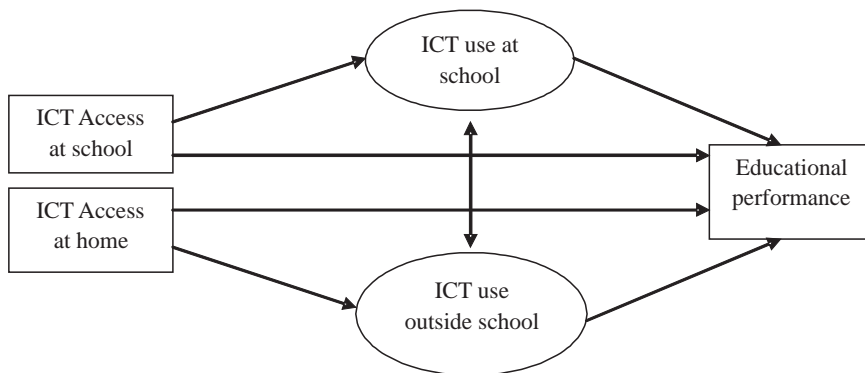 ICT use at
school
ICT Access
at school
Educational
performance
ICT Access
at home
ICT use
outside school